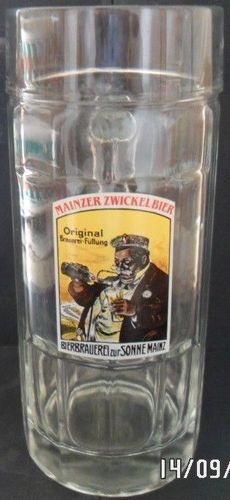 MAINZER ZWICKELBIER
Original
Brauerei-Füllung
BIERBRAUEREI zur SONNE MAINZ
14/09/